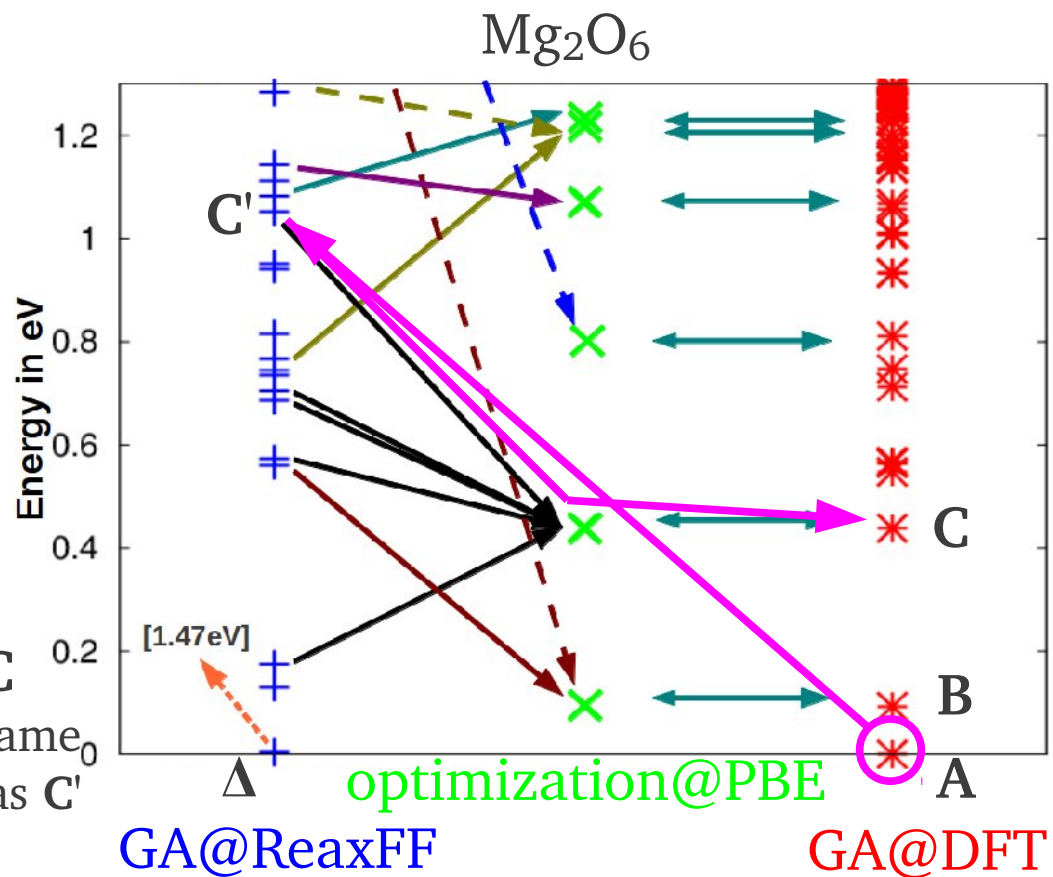 Mg₂O₆
1.2
C'
1
0.8
Energy in eV
0.6
C
0.4
[1.47eV]
0.2
C
B
ame
0
as C'
Δ
optimization@PBE
A
GA@ReaxFF
GA@DFT